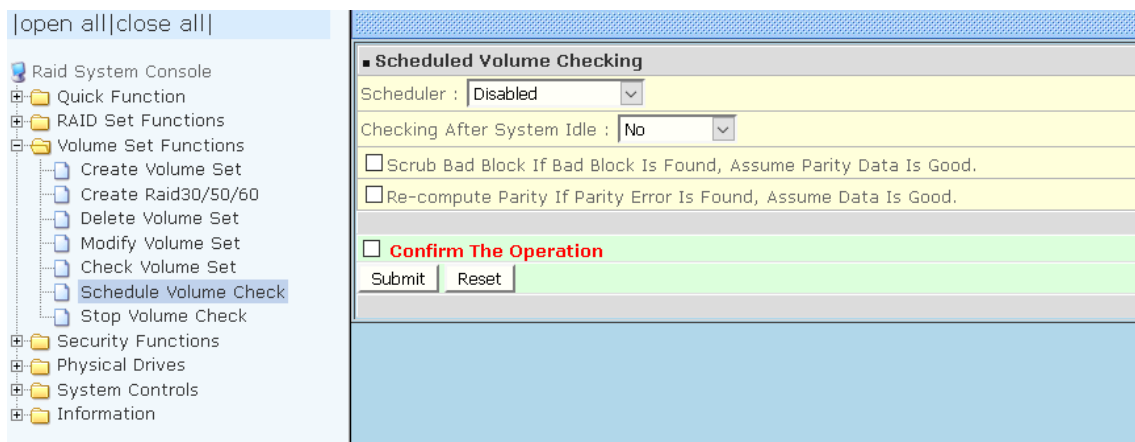 |open all|close all|
Raid System Console
Quick Function
RAID Set Functions
Volume Set Functions
Create Volume Set
Create Raid30/50/60
Delete Volume Set
Modify Volume Set
Check Volume Set
Schedule Volume Check
Stop Volume Check
Security Functions
Physical Drives
System Controls
Information
Scheduled Volume Checking
Scheduler : Disabled
Checking After System Idle : No
Scrub Bad Block If Bad Block Is Found, Assume Parity Data Is Good.
Re-compute Parity If Parity Error Is Found, Assume Data Is Good.
Confirm The Operation
Submit Reset